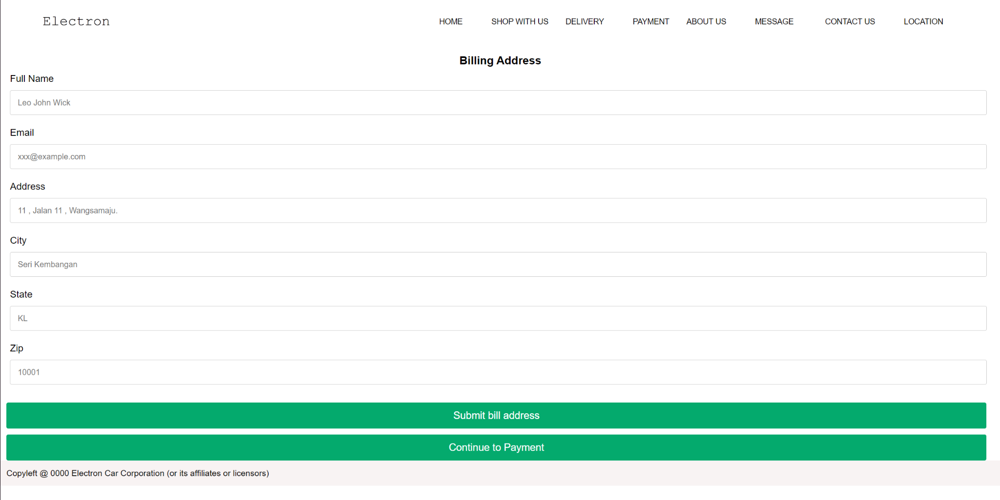 Electron
HOME SHOP WITH US DELIVERY PAYMENT ABOUT US MESSAGE CONTACT US LOCATION
Billing Address
Full Name
Leo John Wick
Email
xxx@example.com
Address
11 , Jalan 11 , Wangsamaju.
City
Seri Kembangan
State
KL
Zip
10001
Submit bill address
Continue to Payment
Copyleft @ 0000 Electron Car Corporation (or its affiliates or licensors)